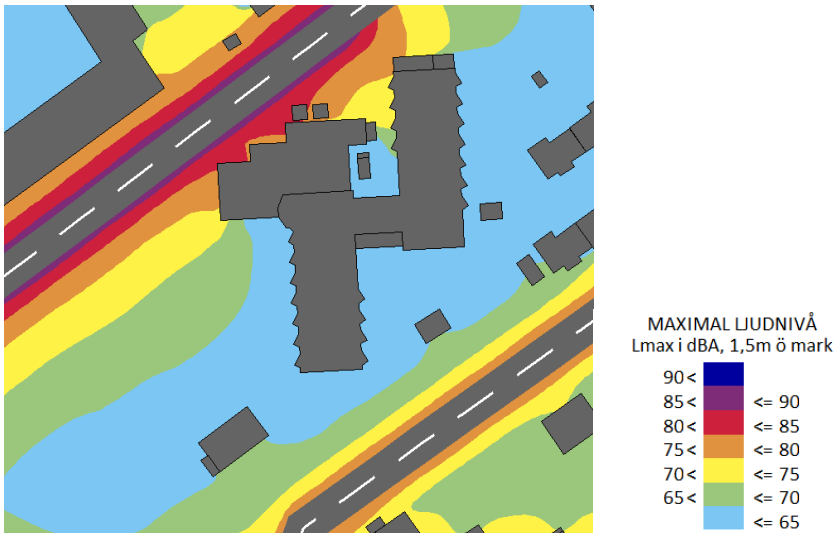 MAXIMAL LJUDNIVÅ
Lmax i dBA, 1,5m ö mark
90<
85< <= 90
80< <= 85
75< <= 80
70< <= 75
65< <= 70
<= 65